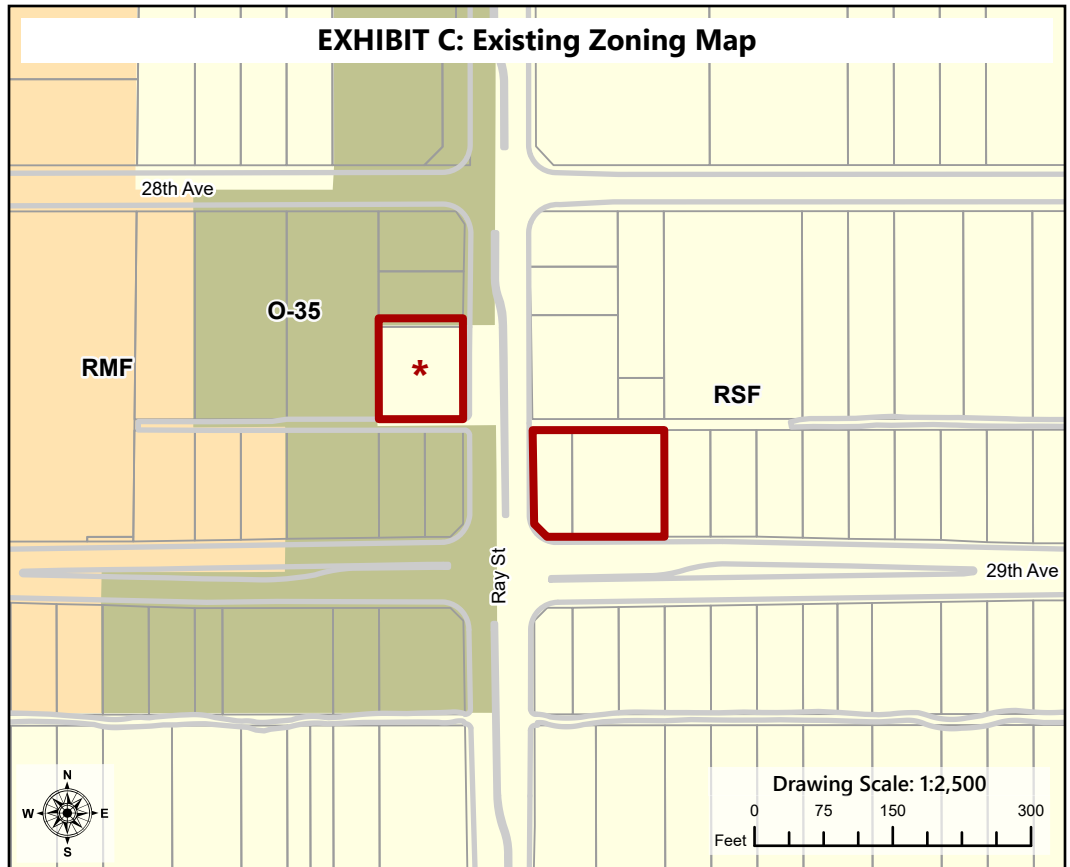 EXHIBIT C: Existing Zoning Map
28th Ave
O-35
RMF
*
RSF
Ray St
29th Ave
N
W E
S
Drawing Scale: 1:2,500
0 75 150 300
Feet